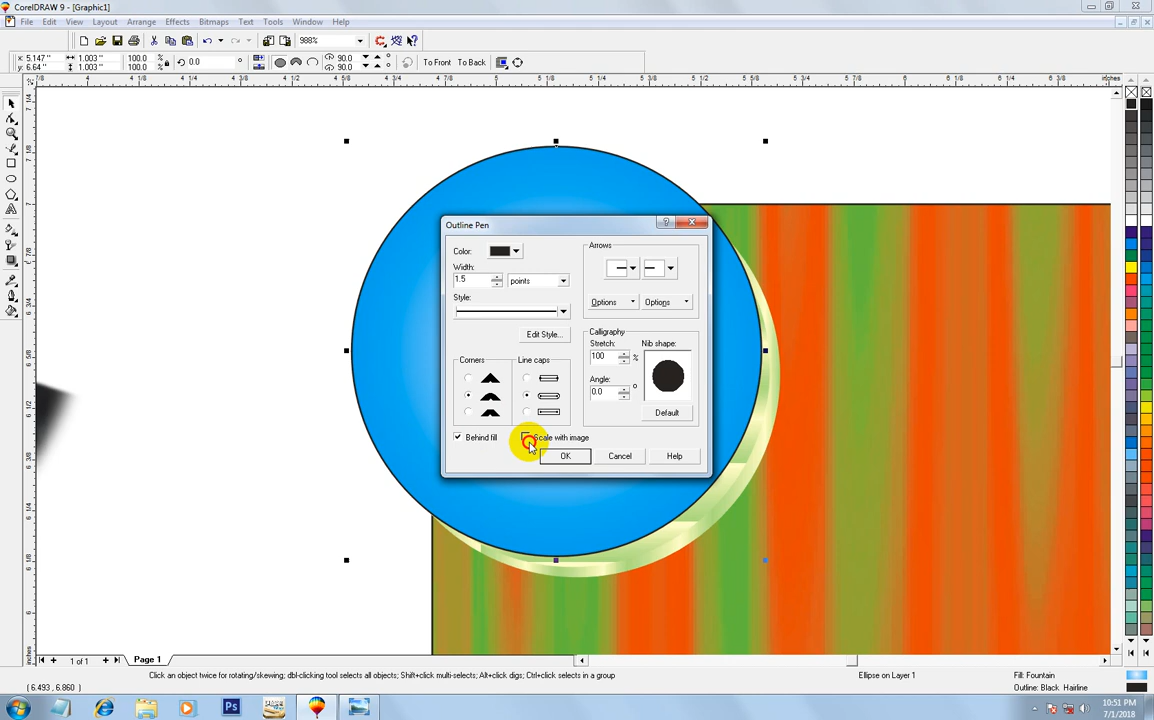 CorelDRAW 9 - [Graphic1]
File Edit View Layout Arrange Effects Bitmaps Text Tools Window Help
988%
x: 5.147 " 1.003 " 100.0 % 0.0 ° 90.0 To Front To Back
y: 6.64 " 1.003 " 100.0 % 90.0
inches
Outline Pen
Color:
Width:
1.5 points
Style:
Edit Style...
Corners Line caps
Behind fill Scale with image
Arrows
Options Options
Calligraphy
Stretch: Nib shape:
100 %
Angle:
0.0 °
Default
OK Cancel Help
1 of 1 Page 1
Click an object twice for rotating/skewing; dbl-clicking tool selects all objects; Shift+click multi-selects; Alt+click digs; Ctrl+click selects in a group
Ellipse on Layer 1
Fill: Fountain
( 6.493, 6.860 )
Outline: Black Hairline
Ps
10:51 PM
7/1/2018